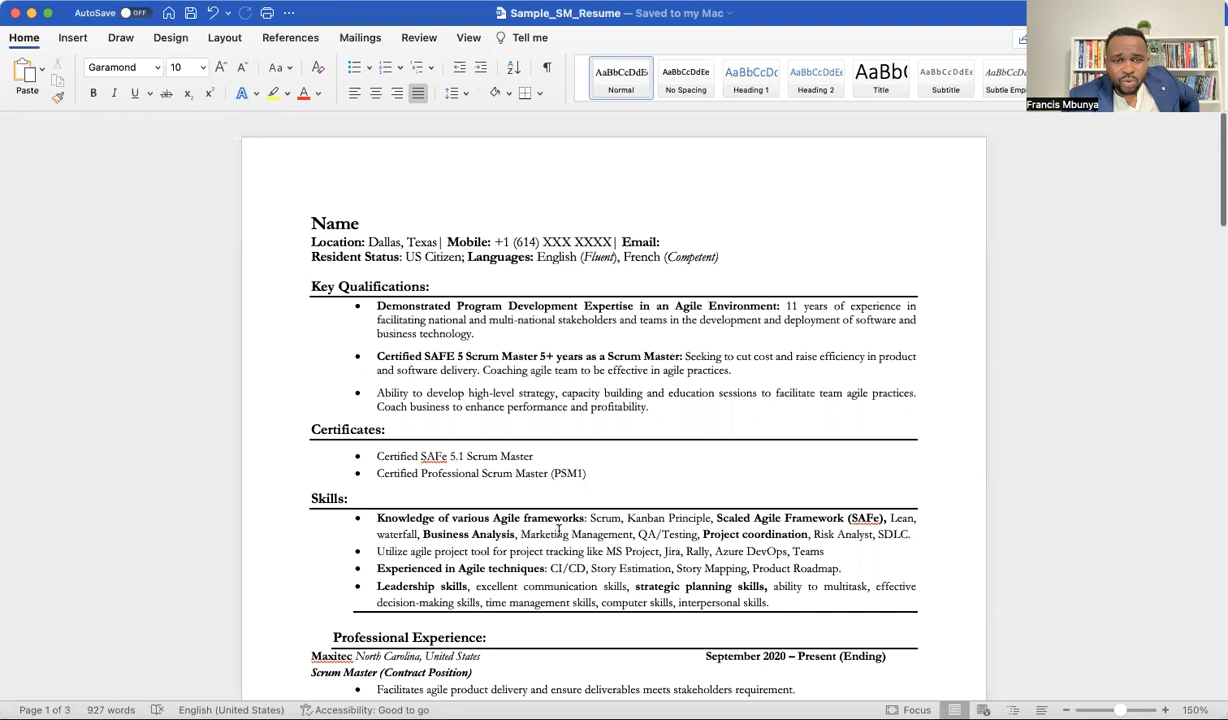 AutoSave OFF Sample_SM_Resume — Saved to my Mac
Home Insert Draw Design Layout References Mailings Review View Tell me
Paste Garamond 10 Aa AaBbCcDdEe AaBbCcDdEe AaBbCcDc AaBbCcDdEe AaBbC( AaBbCcDdEe AaBbCcDdEe
B I U ab x₂ x² A A Normal No Spacing Heading 1 Heading 2 Title Subtitle Subtle Emp
Francis Mbunya
Name
Location: Dallas, Texas| Mobile: +1 (614) XXX XXXX| Email:
Resident Status: US Citizen; Languages: English (Fluent), French (Competent)
Key Qualifications:
• Demonstrated Program Development Expertise in an Agile Environment: 11 years of experience in
facilitating national and multi-national stakeholders and teams in the development and deployment of software and
business technology.
• Certified SAFE 5 Scrum Master 5+ years as a Scrum Master: Seeking to cut cost and raise efficiency in product
and software delivery. Coaching agile team to be effective in agile practices.
• Ability to develop high-level strategy, capacity building and education sessions to facilitate team agile practices.
Coach business to enhance performance and profitability.
Certificates:
• Certified SAFe 5.1 Scrum Master
• Certified Professional Scrum Master (PSM1)
Skills:
• Knowledge of various Agile frameworks: Scrum, Kanban Principle, Scaled Agile Framework (SAFe), Lean,
waterfall, Business Analysis, Marketing Management, QA/Testing, Project coordination, Risk Analyst, SDLC.
• Utilize agile project tool for project tracking like MS Project, Jira, Rally, Azure DevOps, Teams
• Experienced in Agile techniques: CI/CD, Story Estimation, Story Mapping, Product Roadmap.
• Leadership skills, excellent communication skills, strategic planning skills, ability to multitask, effective
decision-making skills, time management skills, computer skills, interpersonal skills.
Professional Experience:
Maxitec North Carolina, United States September 2020 – Present (Ending)
Scrum Master (Contract Position)
• Facilitates agile product delivery and ensure deliverables meets stakeholders requirement.
Page 1 of 3 927 words English (United States) Accessibility: Good to go Focus 150%